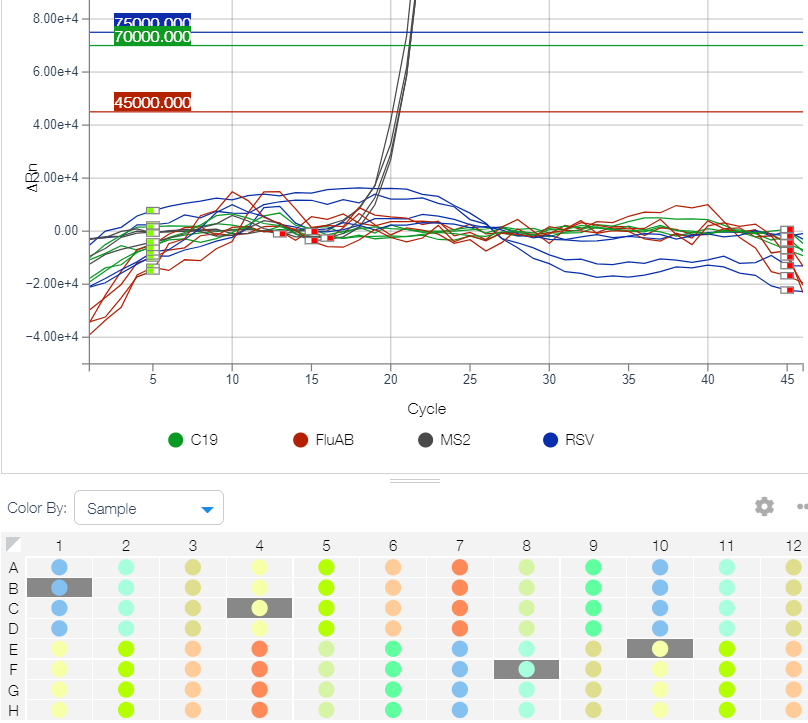 8.00e+4
75000.000
70000.000
6.00e+4
45000.000
4.00e+4
ΔRn
2.00e+4
0.00
−2.00e+4
−4.00e+4
5 10 15 20 25 30 35 40 45
Cycle
C19 FluAB MS2 RSV
Color By: Sample
1 2 3 4 5 6 7 8 9 10 11 12
A
B
C
D
E
F
G
H